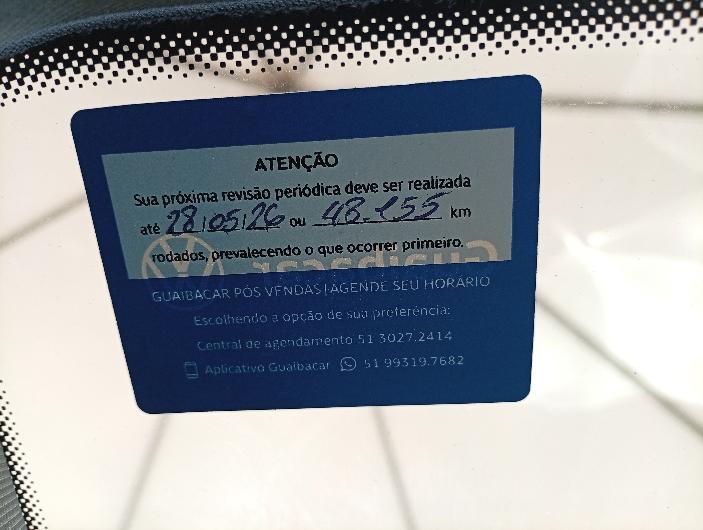 ATENÇÃO
Sua próxima revisão periódica deve ser realizada
até 28/05/26 ou 48.155 km
rodados, prevalecendo o que ocorrer primeiro.
Guaibacar
GUAIBACAR PÓS VENDAS|AGENDE SEU HORÁRIO
Escolhendo a opção de sua preferência:
Central de agendamento 51 3027.2414
Aplicativo Guaibacar 51 99319.7682